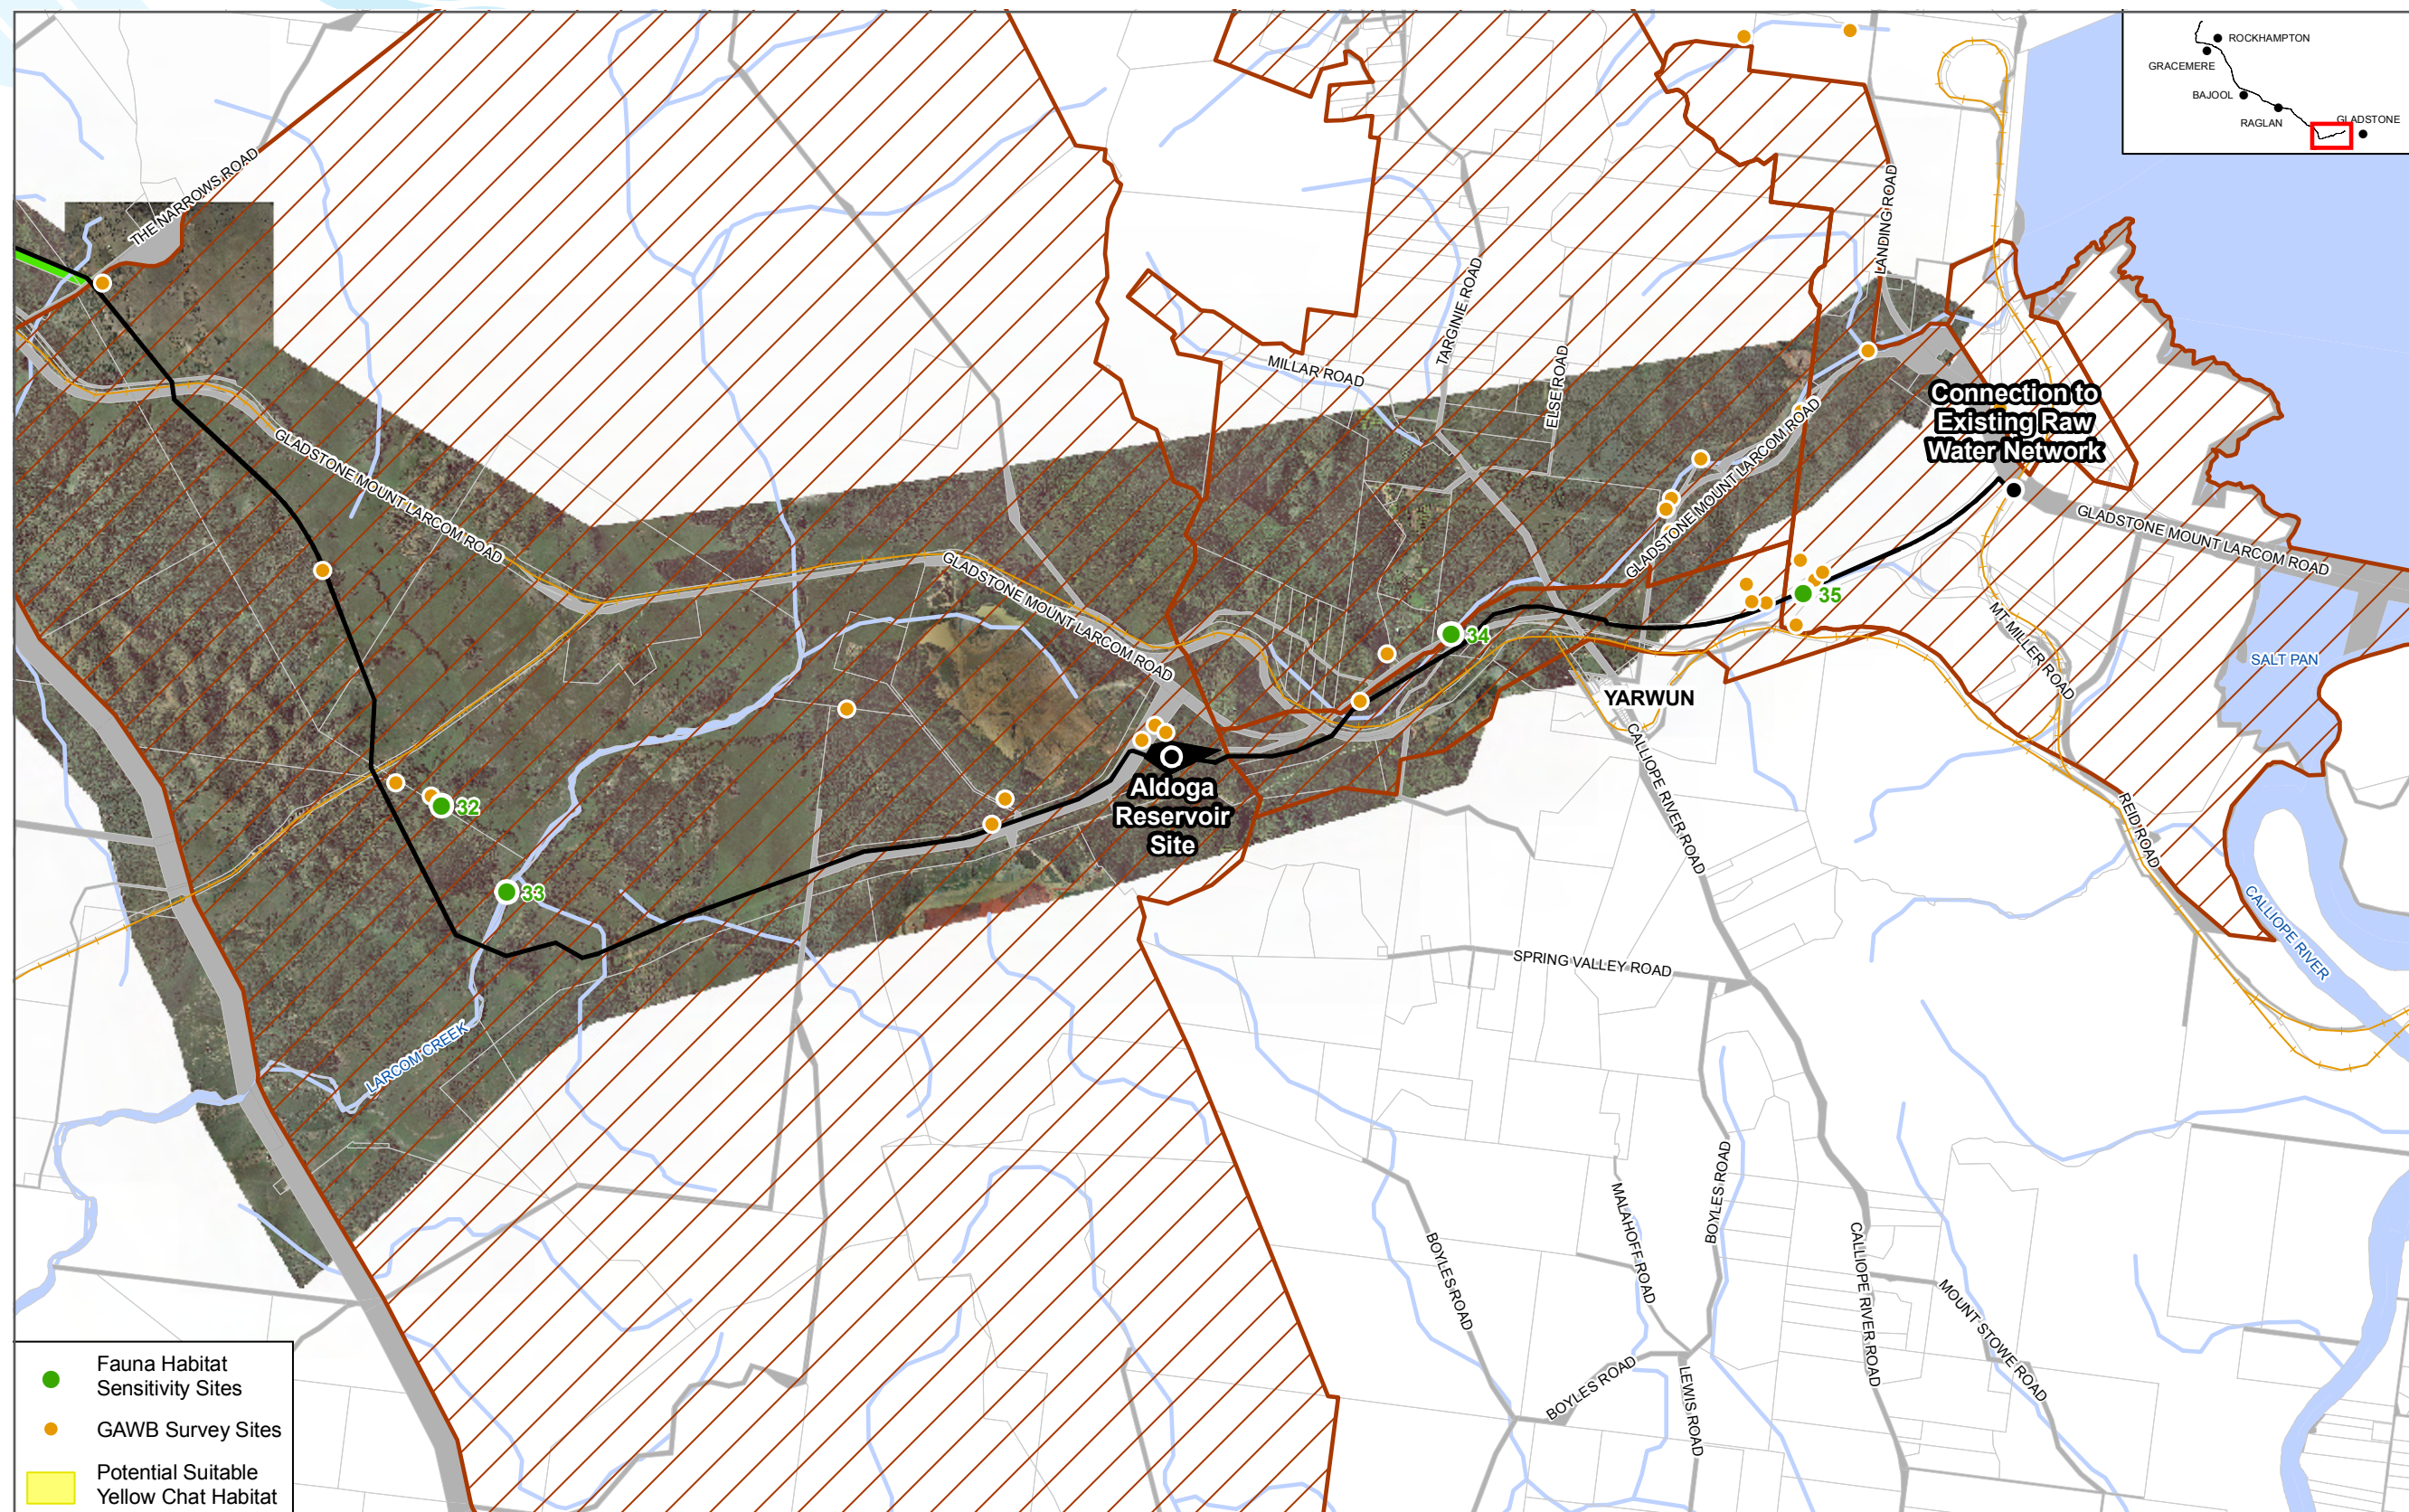 ROCKHAMPTON
GRACEMERE
BAJOOL
RAGLAN
GLADSTONE
THE NARROWS ROAD
LANDING ROAD
TARGINIE ROAD
MILLAR ROAD
ELSE ROAD
Connection to
Existing Raw
Water Network
GLADSTONE MOUNT LARCOM ROAD
GLADSTONE MOUNT LARCOM ROAD
GLADSTONE MOUNT LARCOM ROAD
GLADSTONE MOUNT LARCOM ROAD
35
34
MT MILLER ROAD
SALT PAN
YARWUN
CALLIOPE RIVER ROAD
32
Aldoga
Reservoir
Site
REID ROAD
33
CALLIOPE RIVER
SPRING VALLEY ROAD
LARCOM CREEK
BOYLES ROAD
MALAHOFF ROAD
BOYLES ROAD
CALLIOPE RIVER ROAD
MOUNT STOWE ROAD
BOYLES ROAD
LEWIS ROAD
Fauna Habitat
Sensitivity Sites
GAWB Survey Sites
Potential Suitable
Yellow Chat Habitat